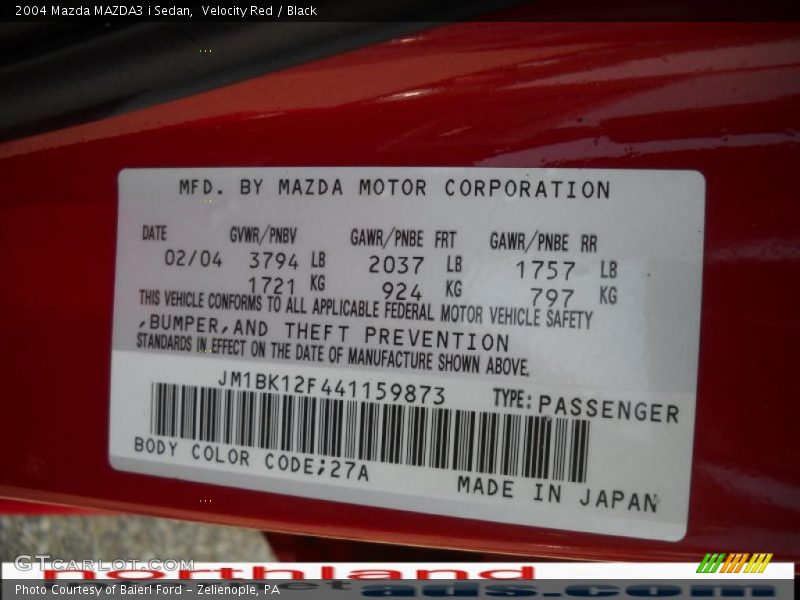 2004 Mazda MAZDA3 i Sedan,  Velocity Red / Black
MFD. BY MAZDA MOTOR CORPORATION
DATE GVWR/PNBV GAWR/PNBE FRT GAWR/PNBE RR
02/04 3794 LB 2037 LB 1757 LB
1721 KG 924 KG 797 KG
THIS VEHICLE CONFORMS TO ALL APPLICABLE FEDERAL MOTOR VEHICLE SAFETY
,BUMPER,AND THEFT PREVENTION
STANDARDS IN EFFECT ON THE DATE OF MANUFACTURE SHOWN ABOVE.
JM1BK12F441159873 TYPE: PASSENGER
BODY COLOR CODE;27A
MADE IN JAPAN
GTCarLot.com
northland
Photo Courtesy of Baierl Ford - Zelienople, PA